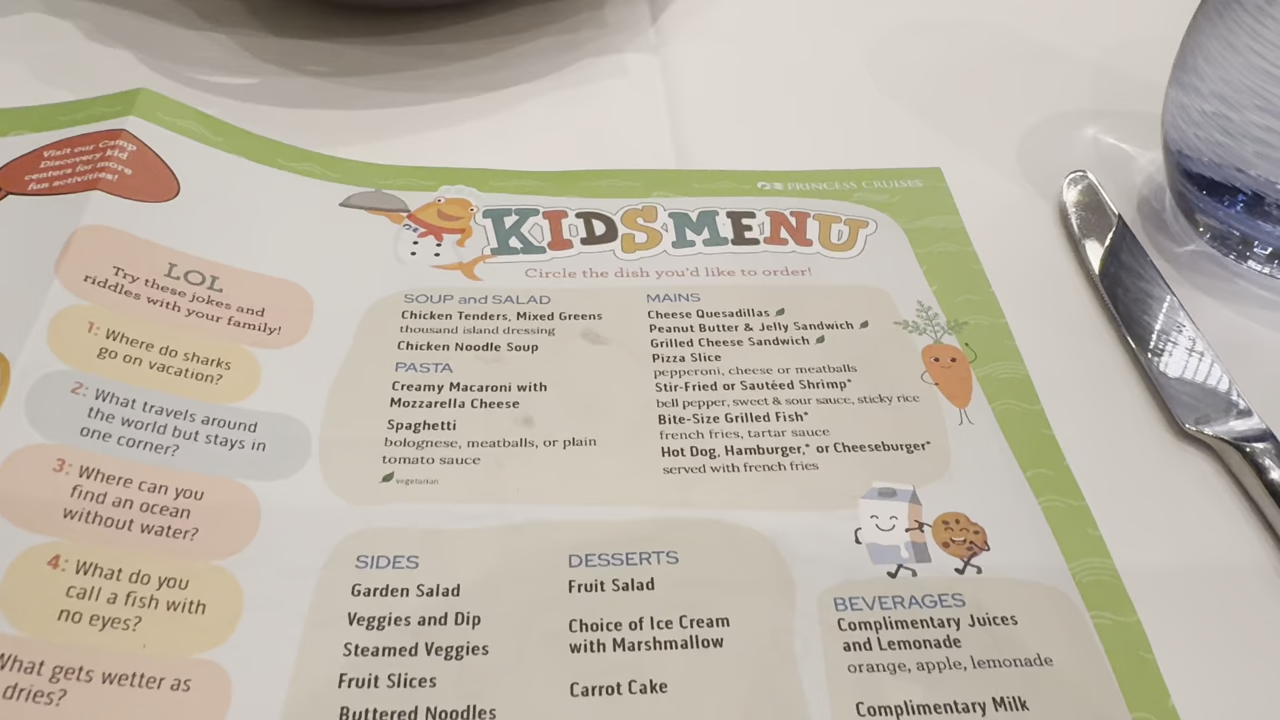 Visit our Camp
Discovery kid
centers for more
fun activities!
PRINCESS CRUISES
KIDS MENU
Circle the dish you'd like to order!
LOL
Try these jokes and
riddles with your family!
1: Where do sharks
go on vacation?
2: What travels around
the world but stays in
one corner?
3: Where can you
find an ocean
without water?
4: What do you
call a fish with
no eyes?
What gets wetter as
dries?
SOUP and SALAD
Chicken Tenders, Mixed Greens
thousand island dressing
Chicken Noodle Soup
PASTA
Creamy Macaroni with
Mozzarella Cheese
Spaghetti
bolognese, meatballs, or plain
tomato sauce
vegetarian
MAINS
Cheese Quesadillas
Peanut Butter & Jelly Sandwich
Grilled Cheese Sandwich
Pizza Slice
pepperoni, cheese or meatballs
Stir-Fried or Sautéed Shrimp*
bell pepper, sweet & sour sauce, sticky rice
Bite-Size Grilled Fish*
french fries, tartar sauce
Hot Dog, Hamburger,* or Cheeseburger*
served with french fries
SIDES
Garden Salad
Veggies and Dip
Steamed Veggies
Fruit Slices
Buttered Noodles
DESSERTS
Fruit Salad
Choice of Ice Cream
with Marshmallow
Carrot Cake
BEVERAGES
Complimentary Juices
and Lemonade
orange, apple, lemonade
Complimentary Milk